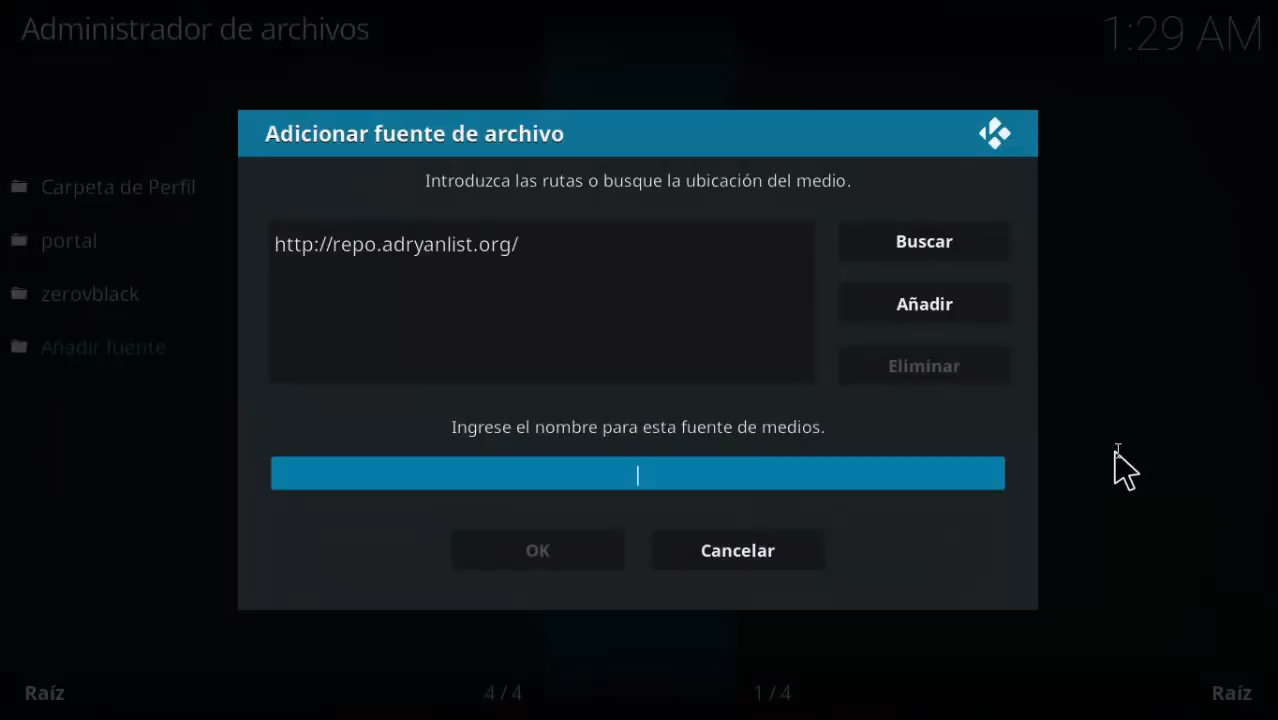 Administrador de archivos
1:29 AM
Adicionar fuente de archivo
Introduzca las rutas o busque la ubicación del medio.
Carpeta de Perfil
portal
zerovblack
Añadir fuente
http://repo.adryanlist.org/
Buscar
Añadir
Eliminar
Ingrese el nombre para esta fuente de medios.
OK
Cancelar
Raíz
4 / 4
1 / 4
Raíz